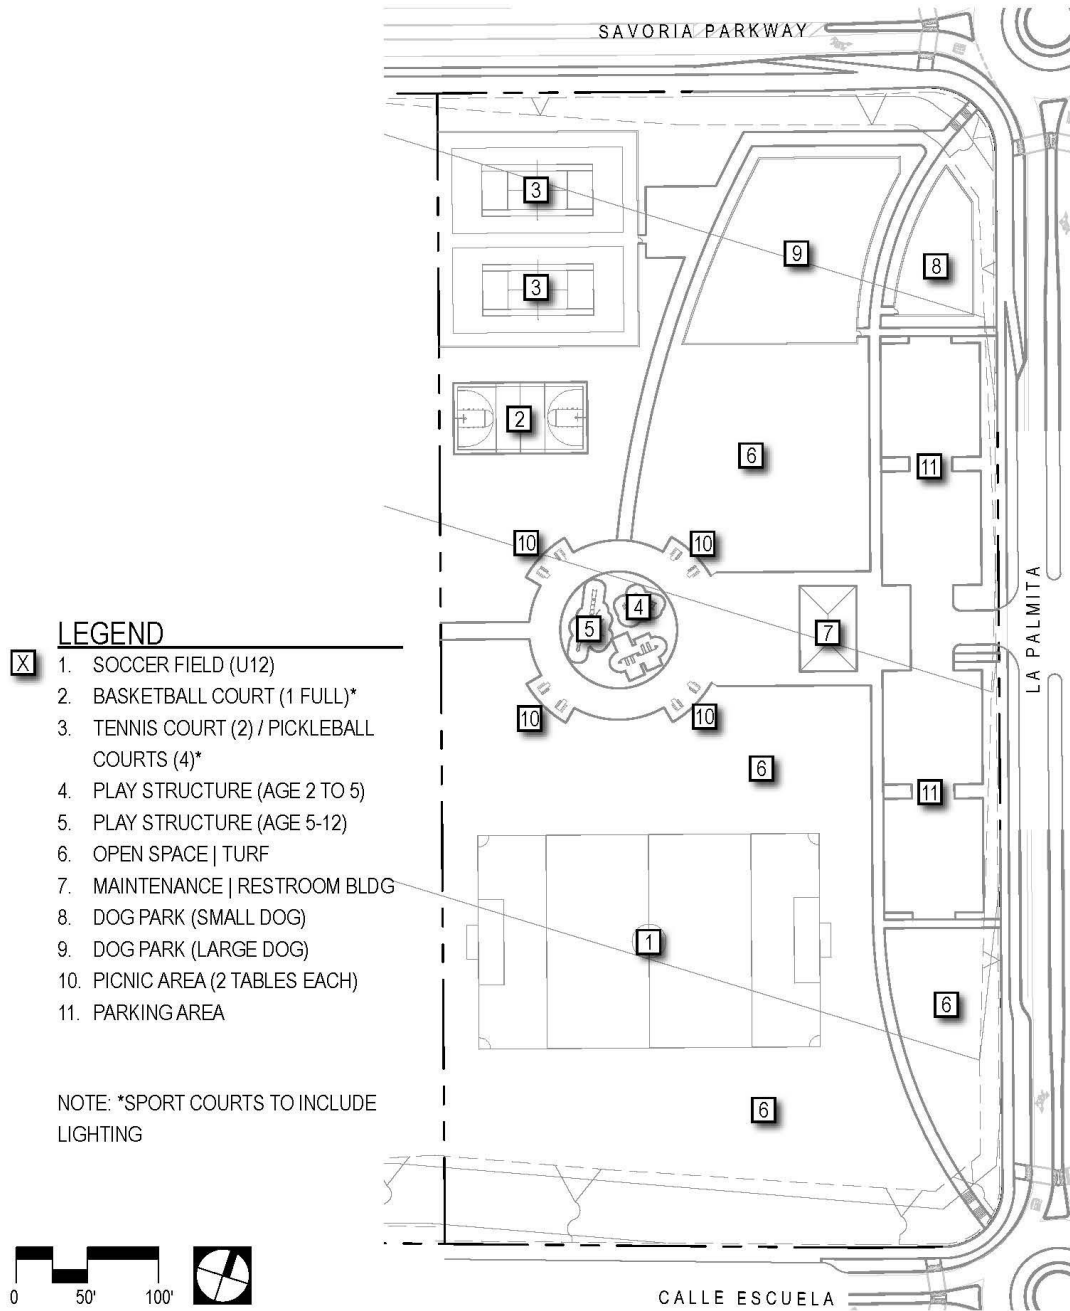 SAVORIA PARKWAY
3
9
8
3
2
6
11
10
10
4
5
7
LA PALMITA
10
10
6
11
1
6
6
CALLE ESCUELA
LEGEND
X
1. SOCCER FIELD (U12)
2. BASKETBALL COURT (1 FULL)*
3. TENNIS COURT (2) / PICKLEBALL
COURTS (4)*
4. PLAY STRUCTURE (AGE 2 TO 5)
5. PLAY STRUCTURE (AGE 5-12)
6. OPEN SPACE | TURF
7. MAINTENANCE | RESTROOM BLDG
8. DOG PARK (SMALL DOG)
9. DOG PARK (LARGE DOG)
10. PICNIC AREA (2 TABLES EACH)
11. PARKING AREA
NOTE: *SPORT COURTS TO INCLUDE
LIGHTING
0 50' 100'